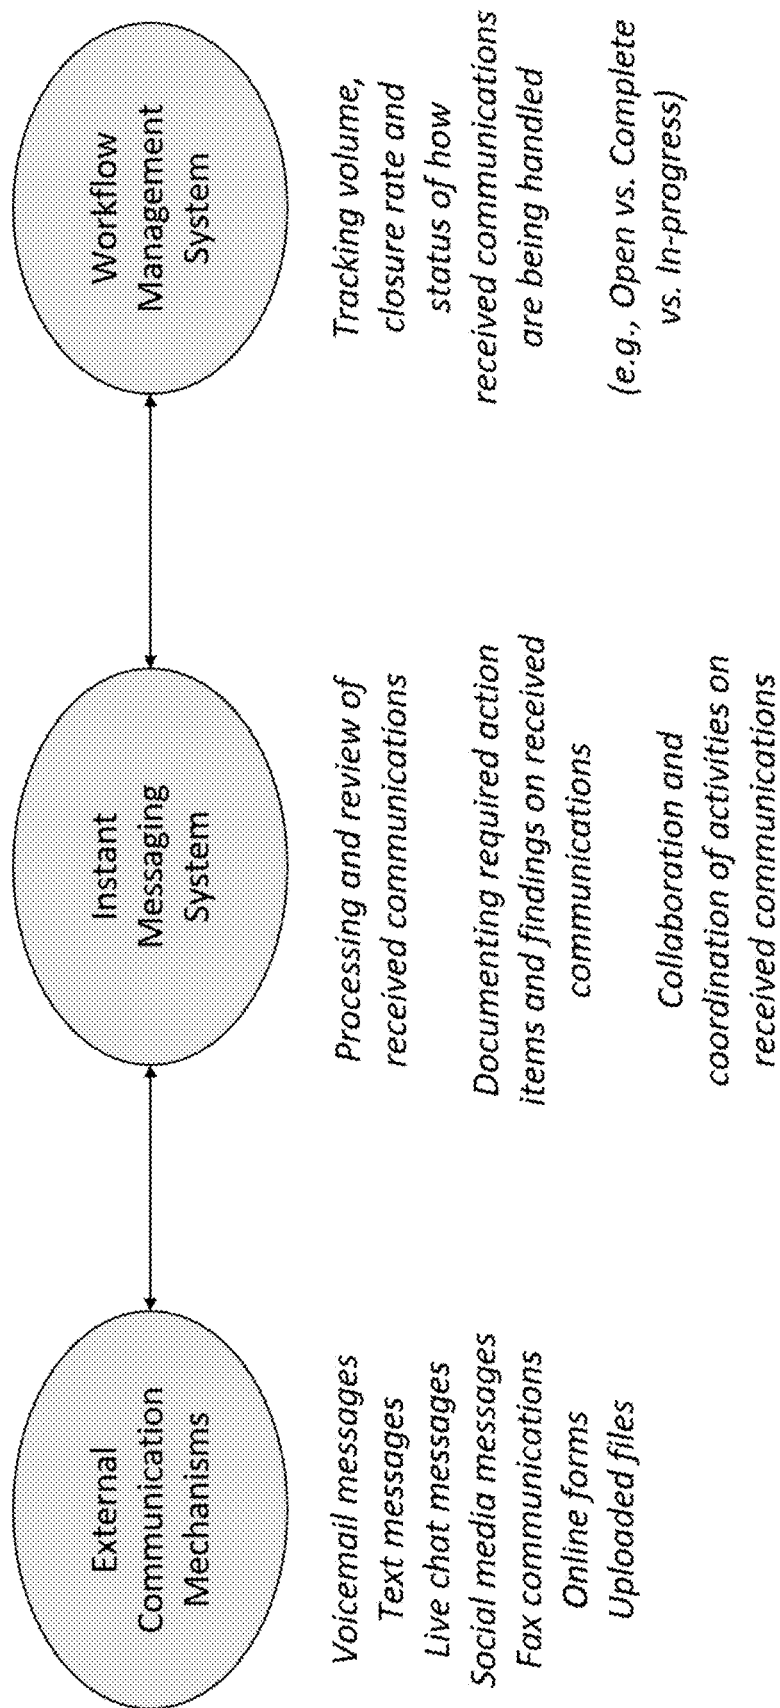 External
Communication
Mechanisms
Voicemail messages
Text messages
Live chat messages
Social media messages
Fax communications
Online forms
Uploaded files
Instant
Messaging
System
Processing and review of
received communications
Documenting required action
items and findings on received
communications
Collaboration and
coordination of activities on
received communications
Workflow
Management
System
Tracking volume,
closure rate and
status of how
received communications
are being handled
(e.g., Open vs. Complete
vs. In-progress)